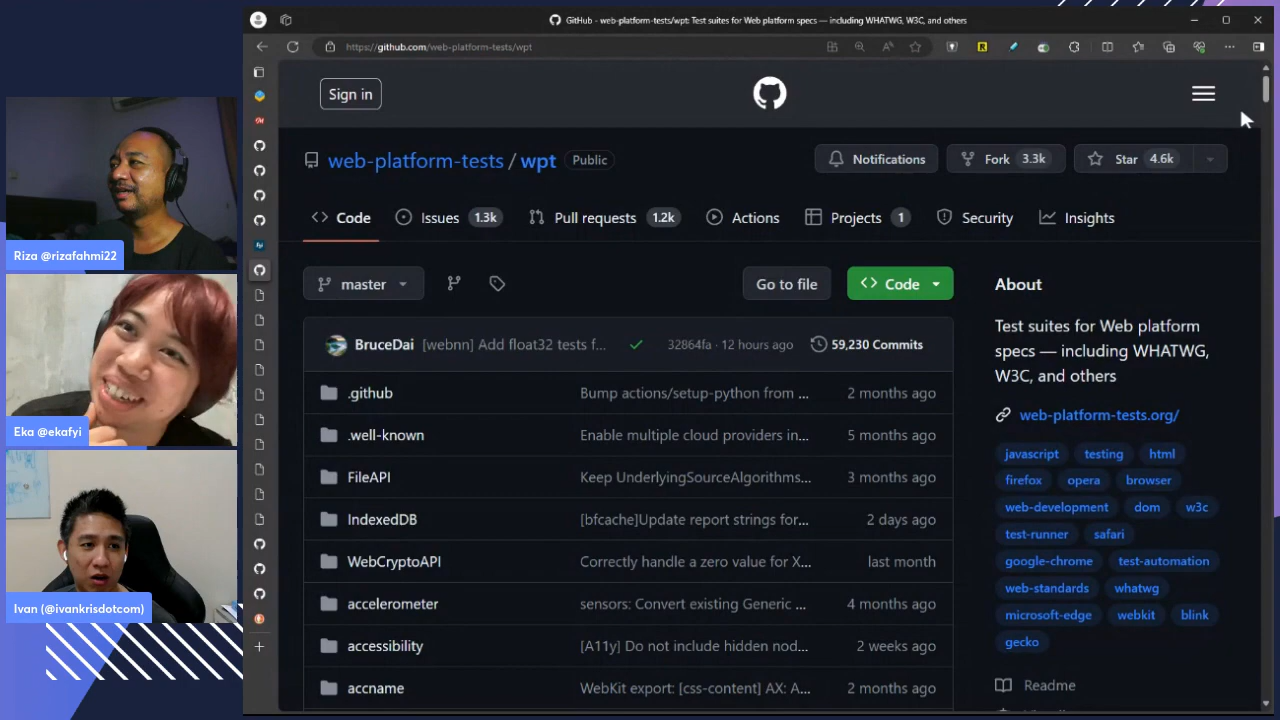 GitHub - web-platform-tests/wpt: Test suites for Web platform specs — including WHATWG, W3C, and others
https://github.com/web-platform-tests/wpt
Sign in
web-platform-tests / wpt Public
Notifications
Fork 3.3k
Star 4.6k
Code
Issues 1.3k
Pull requests 1.2k
Actions
Projects 1
Security
Insights
master
Go to file
Code
BruceDai [webnn] Add float32 tests f... 32864fa · 12 hours ago 59,230 Commits
.github Bump actions/setup-python from ... 2 months ago
.well-known Enable multiple cloud providers in... 5 months ago
FileAPI Keep UnderlyingSourceAlgorithms... 3 months ago
IndexedDB [bfcache]Update report strings for... 2 days ago
WebCryptoAPI Correctly handle a zero value for X... last month
accelerometer sensors: Convert existing Generic ... 4 months ago
accessibility [A11y] Do not include hidden nod... 2 weeks ago
accname WebKit export: [css-content] AX: A... 2 months ago
About
Test suites for Web platform
specs — including WHATWG,
W3C, and others
web-platform-tests.org/
javascript testing html
firefox opera browser
web-development dom w3c
test-runner safari
google-chrome test-automation
web-standards whatwg
microsoft-edge webkit blink
gecko
Readme
Riza @rizafahmi22
Eka @ekafyi
Ivan (@ivankrisdotcom)